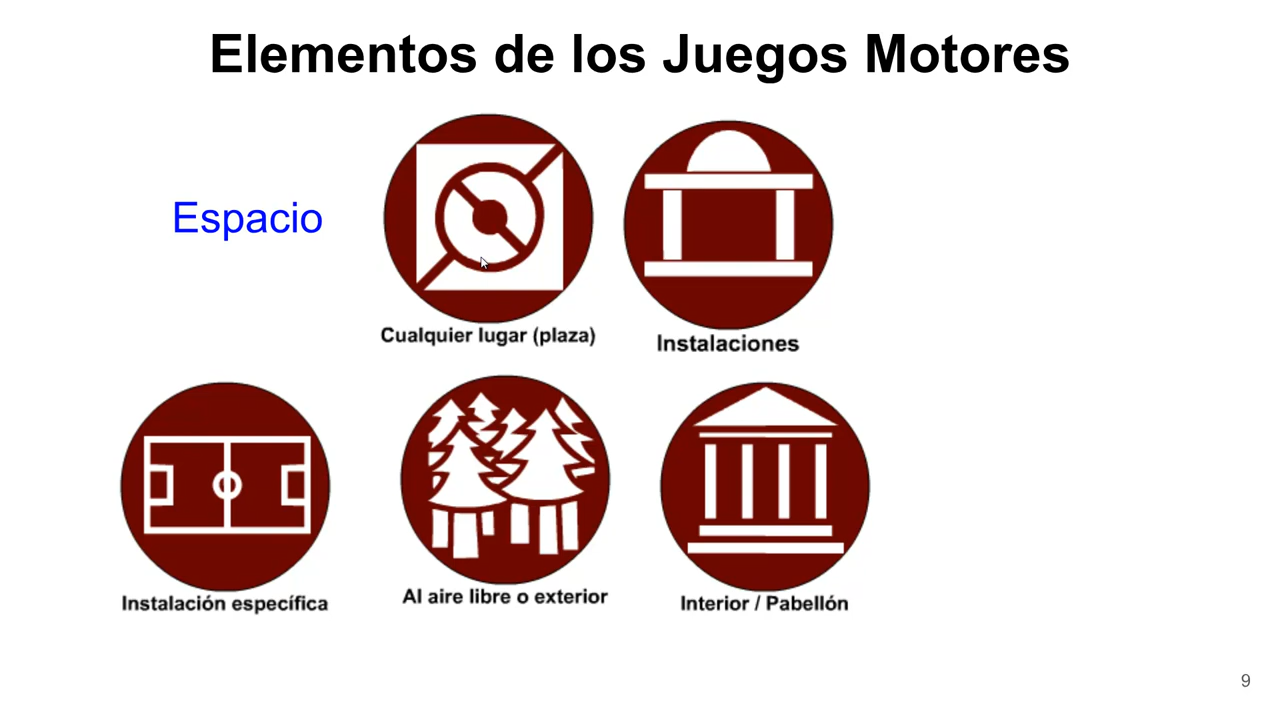 Elementos de los Juegos Motores
Espacio
Cualquier lugar (plaza)
Instalaciones
Instalación específica
Al aire libre o exterior
Interior / Pabellón
9